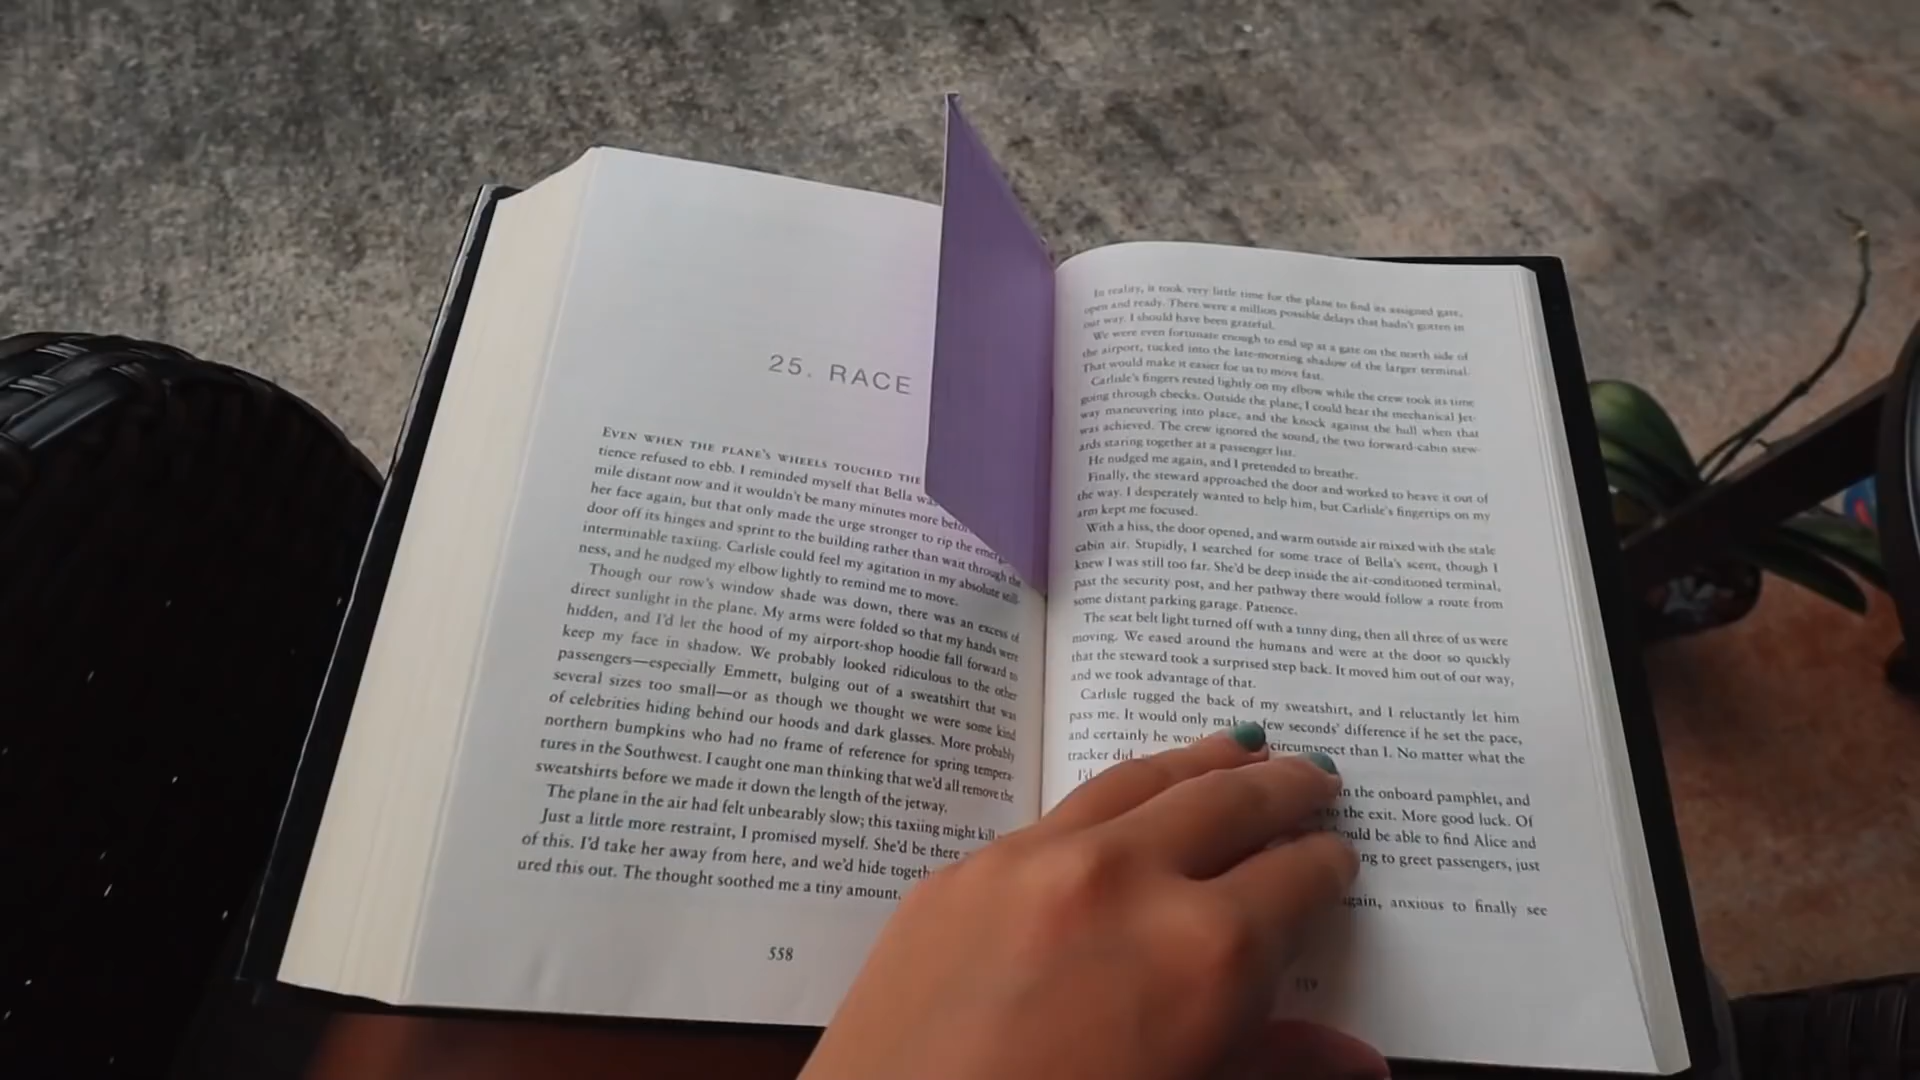 25. RACE
EVEN WHEN THE PLANE'S WHEELS TOUCHED THE
tience refused to ebb. I reminded myself that Bella was
mile distant now and it wouldn't be many minutes more before
her face again, but that only made the urge stronger to rip the emerg
door off its hinges and sprint to the building rather than wait through the
interminable taxiing. Carlisle could feel my agitation in my absolute still-
ness, and he nudged my elbow lightly to remind me to move.
Though our row's window shade was down, there was an excess of
direct sunlight in the plane. My arms were folded so that my hands were
hidden, and I'd let the hood of my airport-shop hoodie fall forward to
keep my face in shadow. We probably looked ridiculous to the other
passengers—especially Emmett, bulging out of a sweatshirt that was
several sizes too small—or as though we thought we were some kind
of celebrities hiding behind our hoods and dark glasses. More probably
northern bumpkins who had no frame of reference for spring tempera-
tures in the Southwest. I caught one man thinking that we'd all remove the
sweatshirts before we made it down the length of the jetway.
The plane in the air had felt unbearably slow; this taxiing might kill
Just a little more restraint, I promised myself. She'd be there
of this. I'd take her away from here, and we'd hide togeth
ured this out. The thought soothed me a tiny amount.
558
In reality, it took very little time for the plane to find its assigned gate,
open and ready. There were a million possible delays that hadn't gotten in
our way. I should have been grateful.
We were even fortunate enough to end up at a gate on the north side of
the airport, tucked into the late-morning shadow of the larger terminal.
That would make it easier for us to move fast.
Carlisle's fingers rested lightly on my elbow while the crew took its time
going through checks. Outside the plane, I could hear the mechanical jet-
way maneuvering into place, and the knock against the hull when that
was achieved. The crew ignored the sound, the two forward-cabin stew-
ards staring together at a passenger list.
He nudged me again, and I pretended to breathe.
Finally, the steward approached the door and worked to heave it out of
the way. I desperately wanted to help him, but Carlisle's fingertips on my
arm kept me focused.
With a hiss, the door opened, and warm outside air mixed with the stale
cabin air. Stupidly, I searched for some trace of Bella's scent, though I
knew I was still too far. She'd be deep inside the air-conditioned terminal,
past the security post, and her pathway there would follow a route from
some distant parking garage. Patience.
The seat belt light turned off with a tinny ding, then all three of us were
moving. We eased around the humans and were at the door so quickly
that the steward took a surprised step back. It moved him out of our way,
and we took advantage of that.
Carlisle tugged the back of my sweatshirt, and I reluctantly let him
pass me. It would only make few seconds' difference if he set the pace,
and certainly he would circumspect than I. No matter what the
tracker did
I'd in the onboard pamphlet, and
to the exit. More good luck. Of
should be able to find Alice and
ng to greet passengers, just
again, anxious to finally see